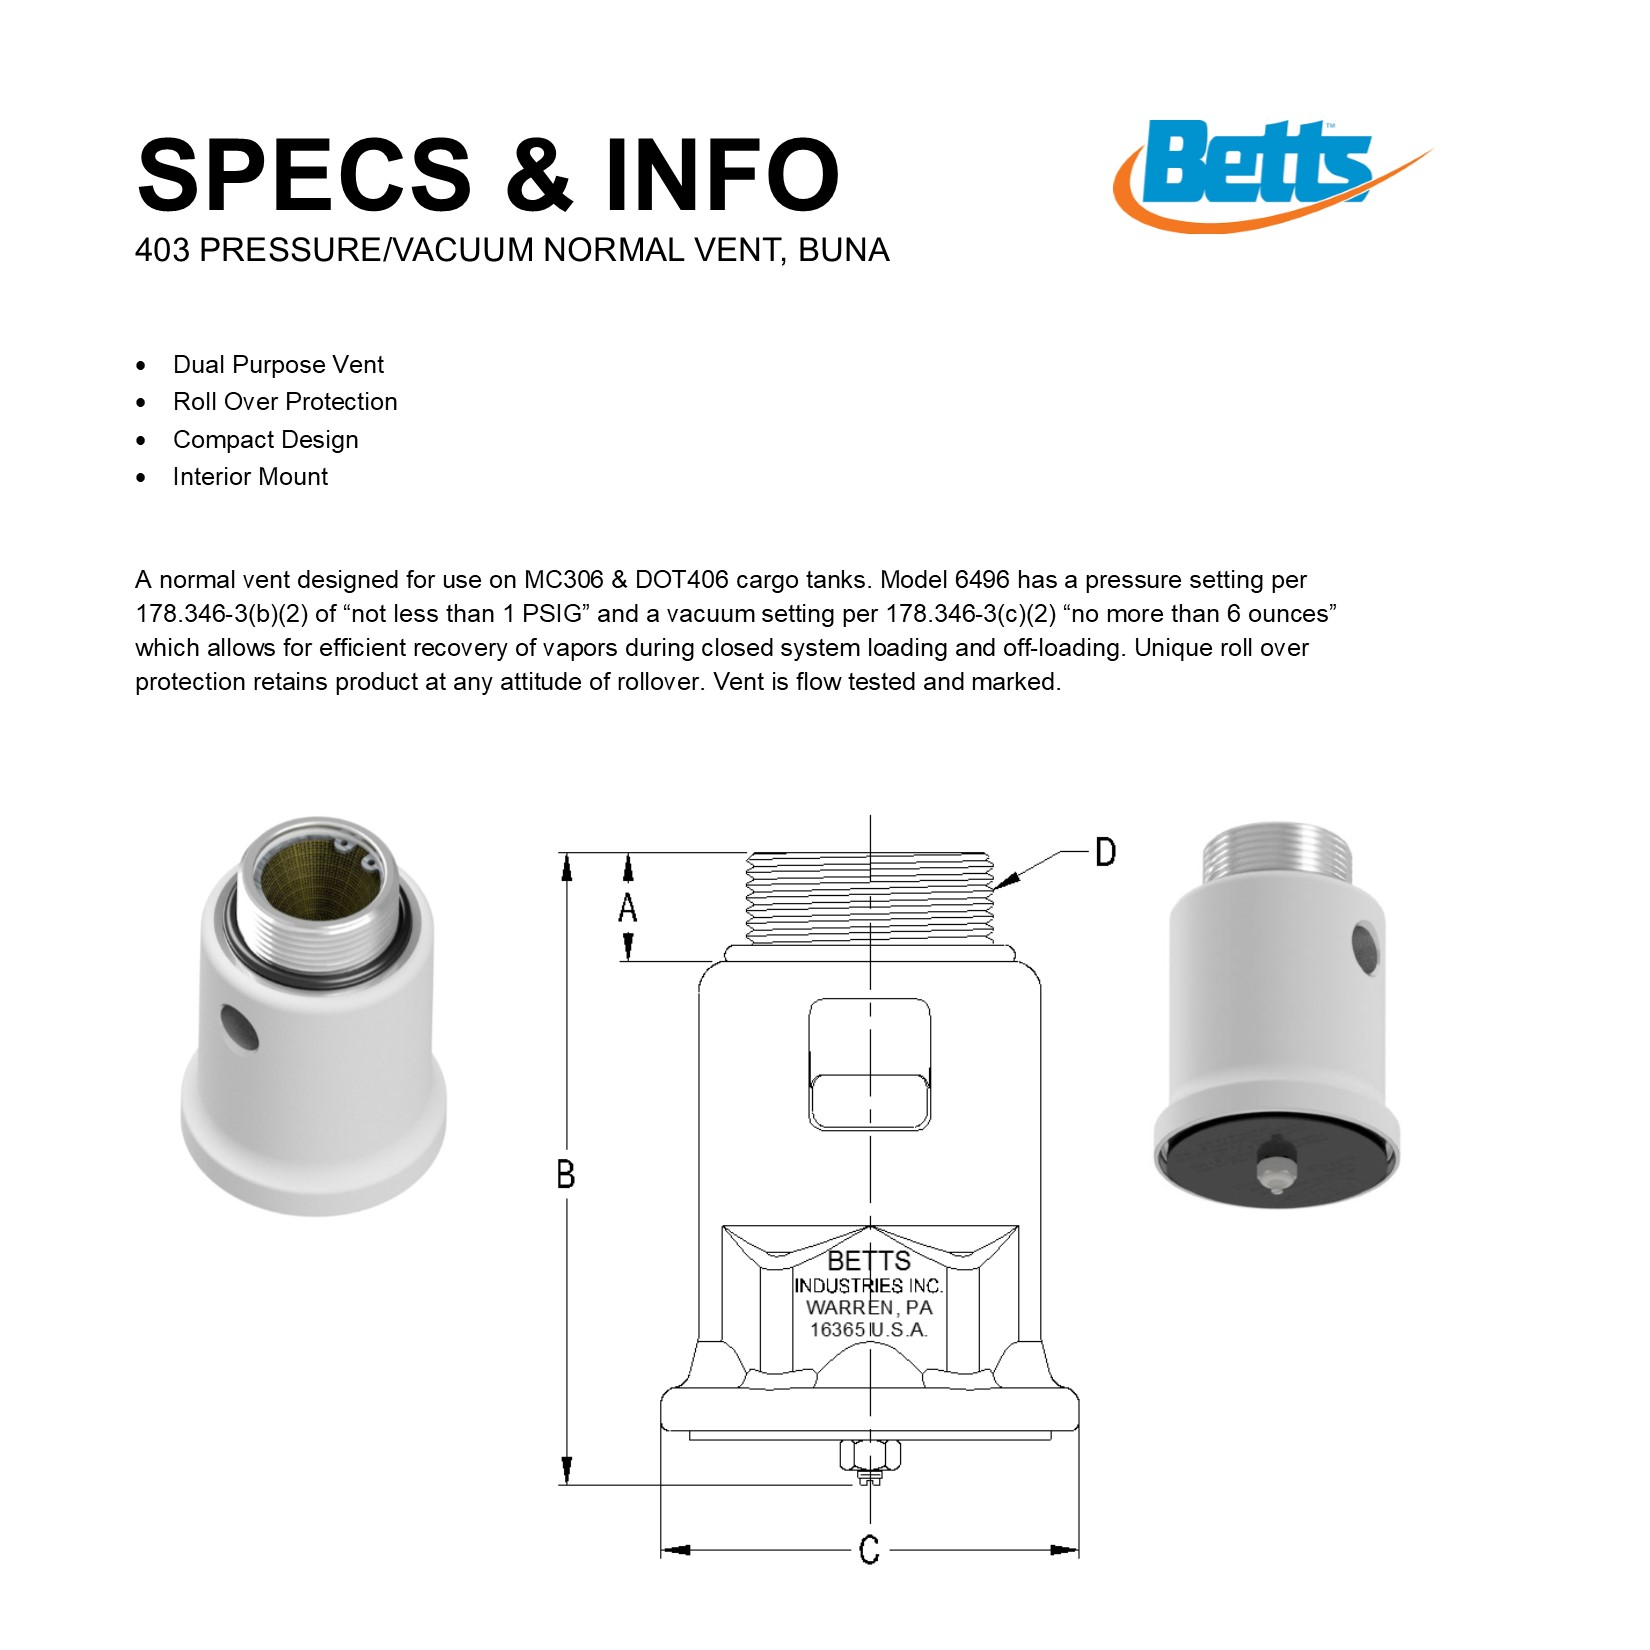 Betts™
SPECS & INFO
403 PRESSURE/VACUUM NORMAL VENT, BUNA
• Dual Purpose Vent
• Roll Over Protection
• Compact Design
• Interior Mount
A normal vent designed for use on MC306 & DOT406 cargo tanks. Model 6496 has a pressure setting per
178.346-3(b)(2) of “not less than 1 PSIG” and a vacuum setting per 178.346-3(c)(2) “no more than 6 ounces”
which allows for efficient recovery of vapors during closed system loading and off-loading. Unique roll over
protection retains product at any attitude of rollover. Vent is flow tested and marked.
D
A
B
BETTS
INDUSTRIES INC.
WARREN, PA
16365 U.S.A.
C